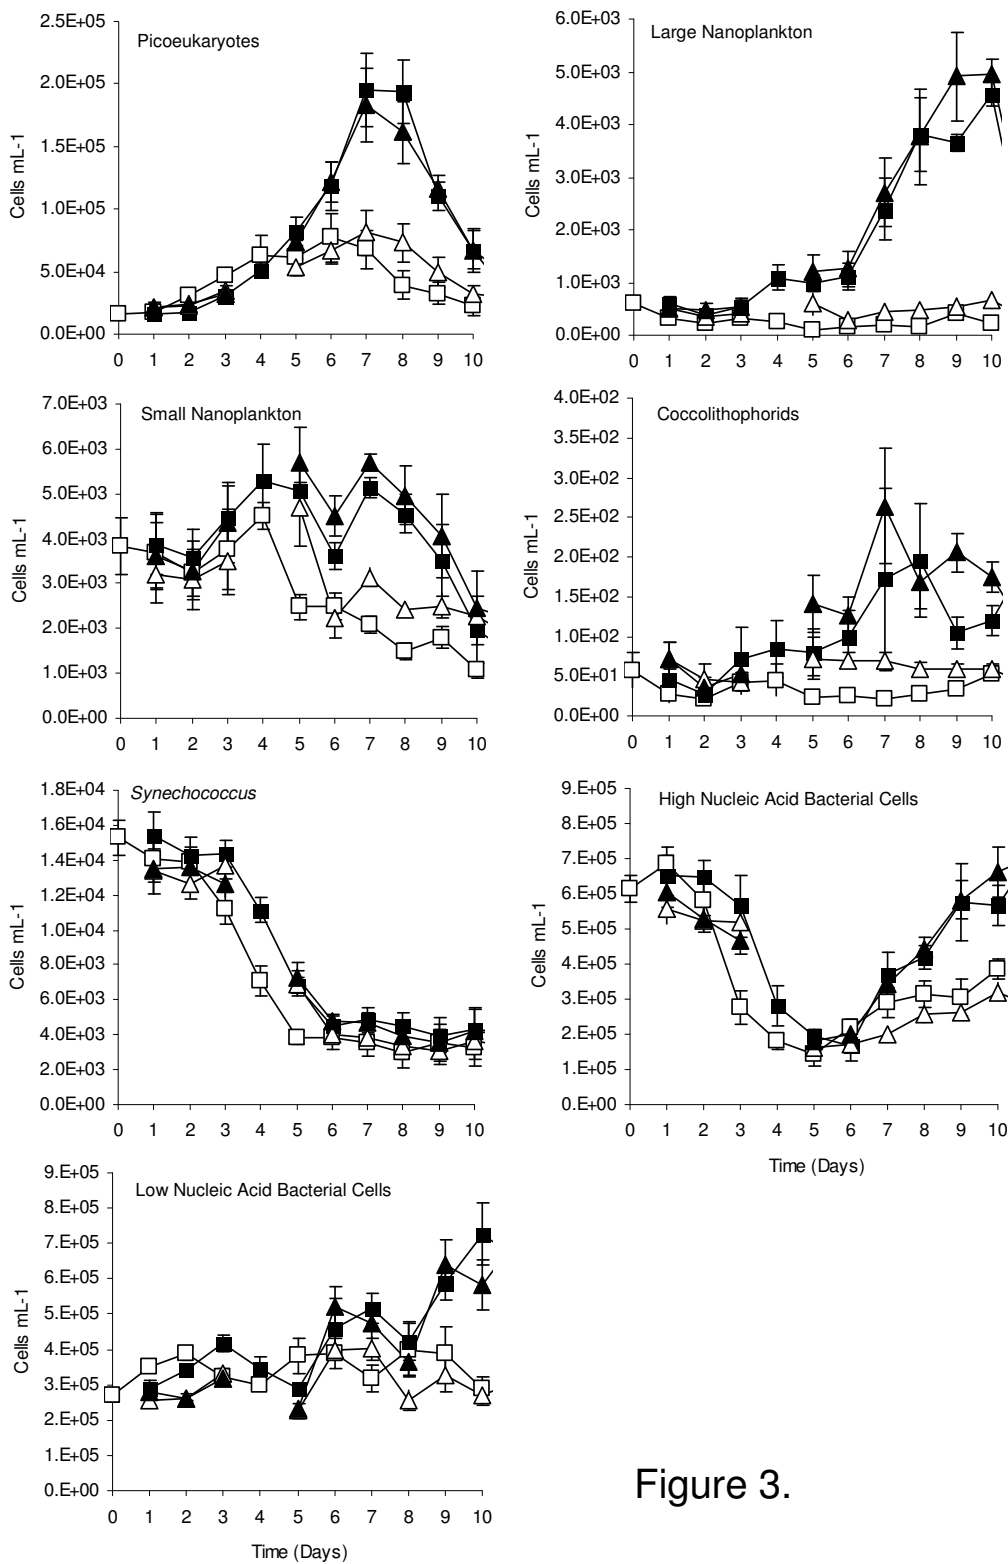 Picoeukaryotes
2.5E+05
2.0E+05
1.5E+05
1.0E+05
5.0E+04
0.0E+00
Cells mL-1
0 1 2 3 4 5 6 7 8 9 10
Large Nanoplankton
6.0E+03
5.0E+03
4.0E+03
3.0E+03
2.0E+03
1.0E+03
0.0E+00
Cells mL-1
0 1 2 3 4 5 6 7 8 9 10
Small Nanoplankton
7.0E+03
6.0E+03
5.0E+03
4.0E+03
3.0E+03
2.0E+03
1.0E+03
0.0E+00
Cells mL-1
0 1 2 3 4 5 6 7 8 9 10
Coccolithophorids
4.0E+02
3.5E+02
3.0E+02
2.5E+02
2.0E+02
1.5E+02
1.0E+02
5.0E+01
0.0E+00
Cells mL-1
0 1 2 3 4 5 6 7 8 9 10
Synechococcus
1.8E+04
1.6E+04
1.4E+04
1.2E+04
1.0E+04
8.0E+03
6.0E+03
4.0E+03
2.0E+03
0.0E+00
Cells mL-1
0 1 2 3 4 5 6 7 8 9 10
High Nucleic Acid Bacterial Cells
9.E+05
8.E+05
7.E+05
6.E+05
5.E+05
4.E+05
3.E+05
2.E+05
1.E+05
0.E+00
Cells mL-1
0 1 2 3 4 5 6 7 8 9 10
Time (Days)
Low Nucleic Acid Bacterial Cells
9.E+05
8.E+05
7.E+05
6.E+05
5.E+05
4.E+05
3.E+05
2.E+05
1.E+05
0.E+00
Cells mL-1
0 1 2 3 4 5 6 7 8 9 10
Time (Days)
Figure 3.